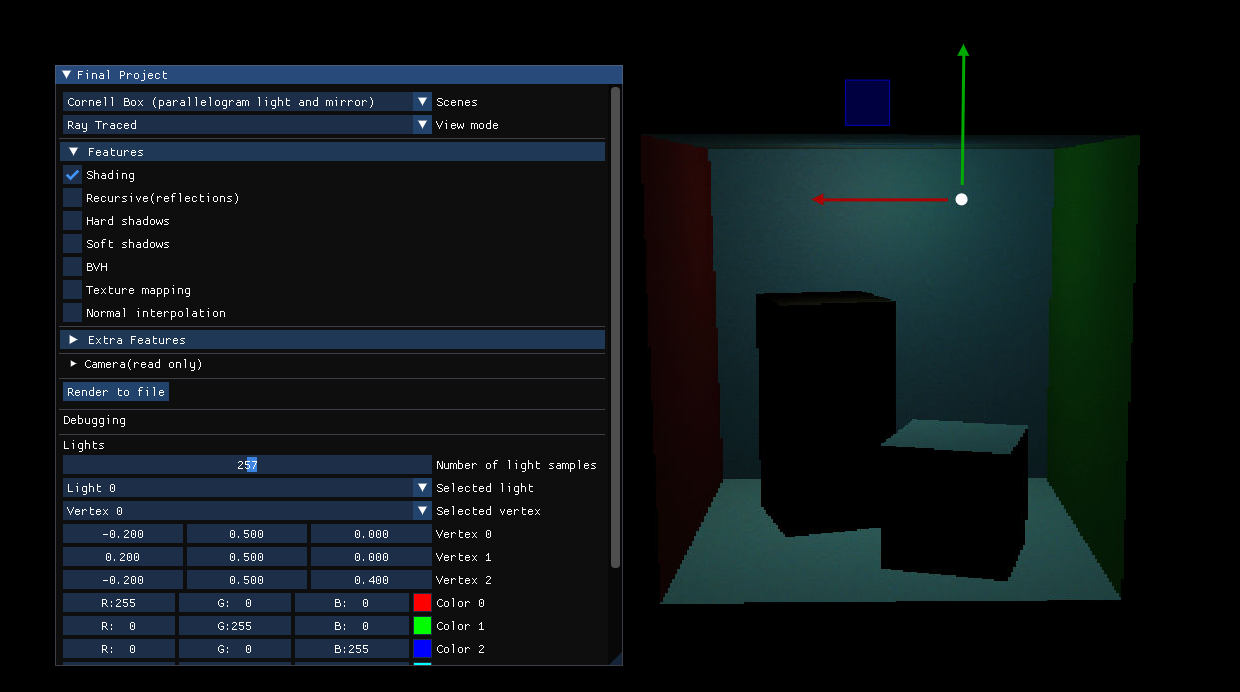 Final Project
Cornell Box (parallelogram light and mirror) Scenes
Ray Traced View mode
Features
Shading
Recursive(reflections)
Hard shadows
Soft shadows
BVH
Texture mapping
Normal interpolation
Extra Features
Camera(read only)
Render to file
Debugging
Lights
257 Number of light samples
Light 0 Selected light
Vertex 0 Selected vertex
-0.200 0.500 0.000 Vertex 0
0.200 0.500 0.000 Vertex 1
-0.200 0.500 0.400 Vertex 2
R:255 G: 0 B: 0 Color 0
R: 0 G:255 B: 0 Color 1
R: 0 G: 0 B:255 Color 2